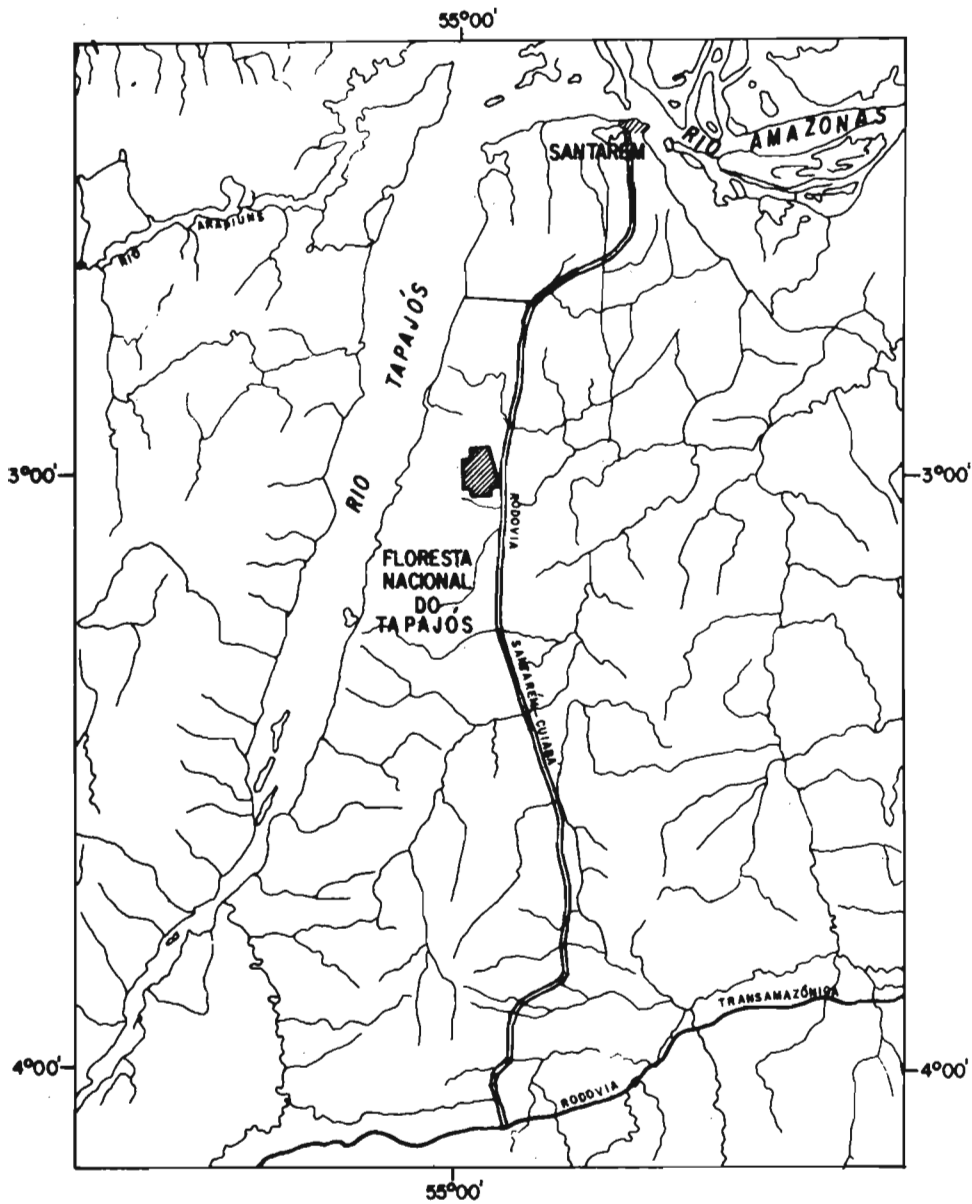 55°00'
RIO AMAZONAS
SANTARÉM
RIO ARAPIUNS
RIO TAPAJÓS
3°00'
3°00'
RODOVIA
FLORESTA
NACIONAL
DO
TAPAJÓS
SANTARÉM-CUIABÁ
TRANSAMAZÔNICA
4°00'
4°00'
RODOVIA
55°00'